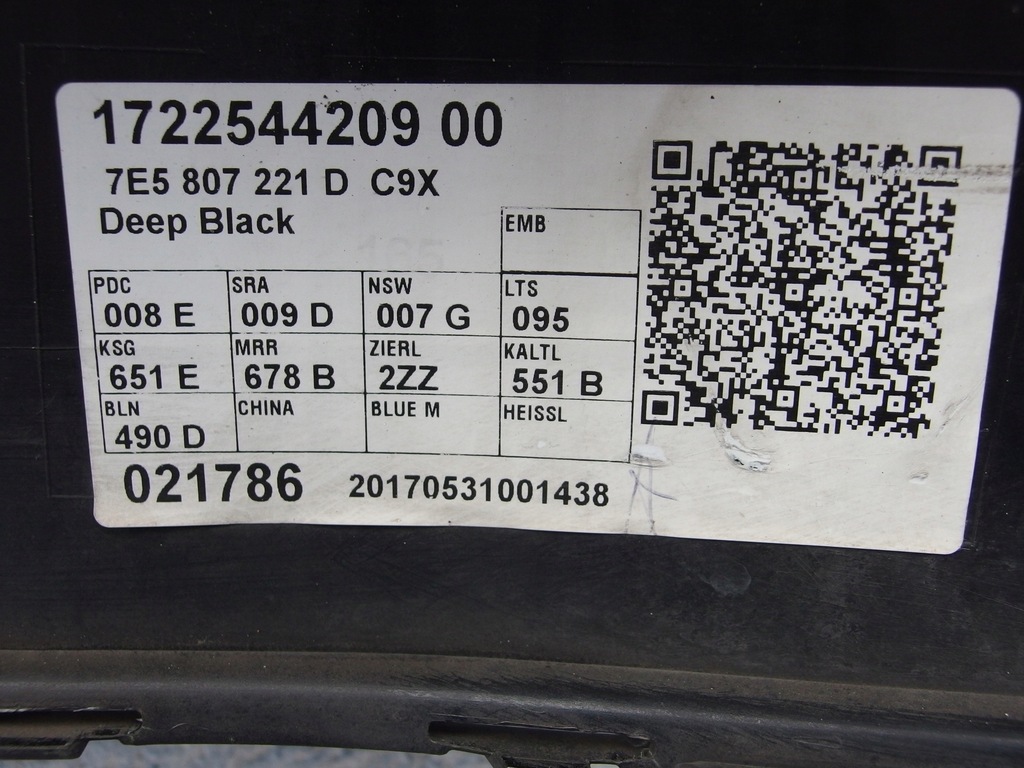 1722544209 00
7E5 807 221 D C9X
Deep Black
EMB
PDC SRA NSW LTS
008 E 009 D 007 G 095
KSG MRR ZIERL KALTL
651 E 678 B 2ZZ 551 B
BLN CHINA BLUE M HEISSL
490 D
021786 20170531001438